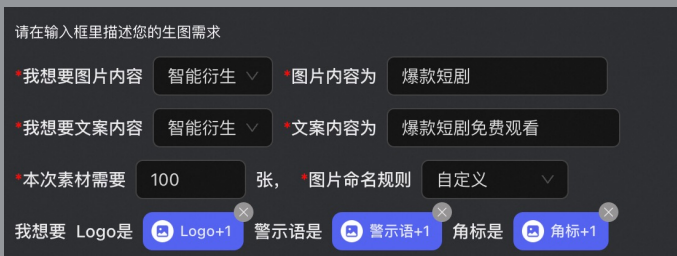 请在输入框里描述您的生图需求
*我想要图片内容 智能衍生 *图片内容为 爆款短剧
*我想要文案内容 智能衍生 *文案内容为 爆款短剧免费观看
*本次素材需要 100 张, *图片命名规则 自定义
我想要 Logo是 Logo+1 警示语是 警示语+1 角标是 角标+1